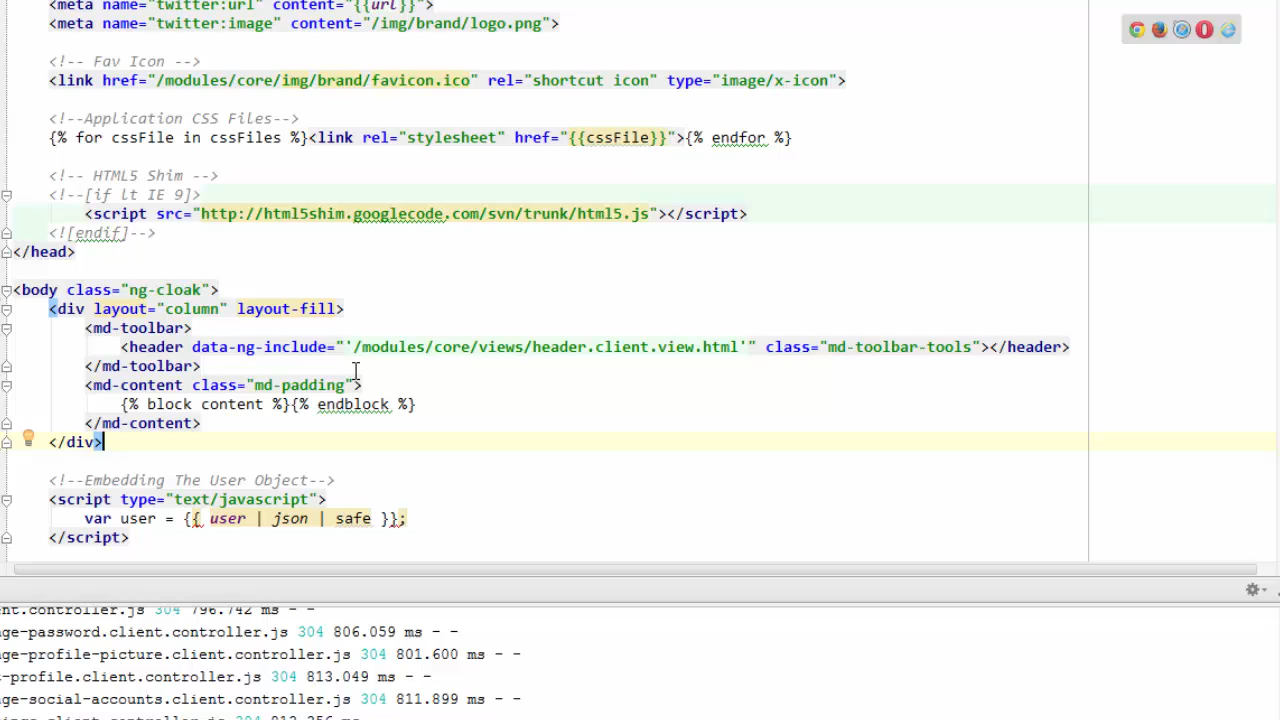 <meta name="twitter:url" content="{{url}}">
<meta name="twitter:image" content="/img/brand/logo.png">
<!-- Fav Icon -->
<link href="/modules/core/img/brand/favicon.ico" rel="shortcut icon" type="image/x-icon">
<!--Application CSS Files-->
{% for cssFile in cssFiles %}<link rel="stylesheet" href="{{cssFile}}">{% endfor %}
<!-- HTML5 Shim -->
<!--[if lt IE 9]>
<script src="http://html5shim.googlecode.com/svn/trunk/html5.js"></script>
<![endif]-->
</head>
<body class="ng-cloak">
<div layout="column" layout-fill>
<md-toolbar>
<header data-ng-include="'/modules/core/views/header.client.view.html'" class="md-toolbar-tools"></header>
</md-toolbar>
<md-content class="md-padding">
{% block content %}{% endblock %}
</md-content>
</div>
<!--Embedding The User Object-->
<script type="text/javascript">
var user = {{ user | json | safe }};
</script>
ent.controller.js 304 796.742 ms - -
ge-password.client.controller.js 304 806.059 ms - -
ge-profile-picture.client.controller.js 304 801.600 ms - -
t-profile.client.controller.js 304 813.049 ms - -
ge-social-accounts.client.controller.js 304 811.899 ms - -